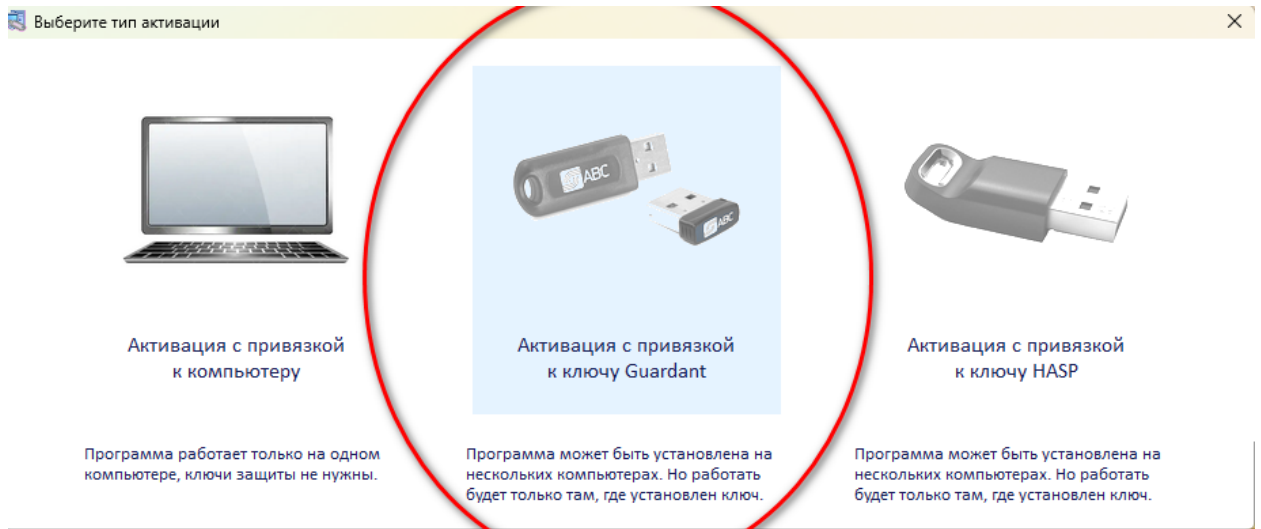 Выберите тип активации
ABC
ABC
Активация с привязкой
к компьютеру
Активация с привязкой
к ключу Guardant
Активация с привязкой
к ключу HASP
Программа работает только на одном
компьютере, ключи защиты не нужны.
Программа может быть установлена на
нескольких компьютерах. Но работать
будет только там, где установлен ключ.
Программа может быть установлена на
нескольких компьютерах. Но работать
будет только там, где установлен ключ.